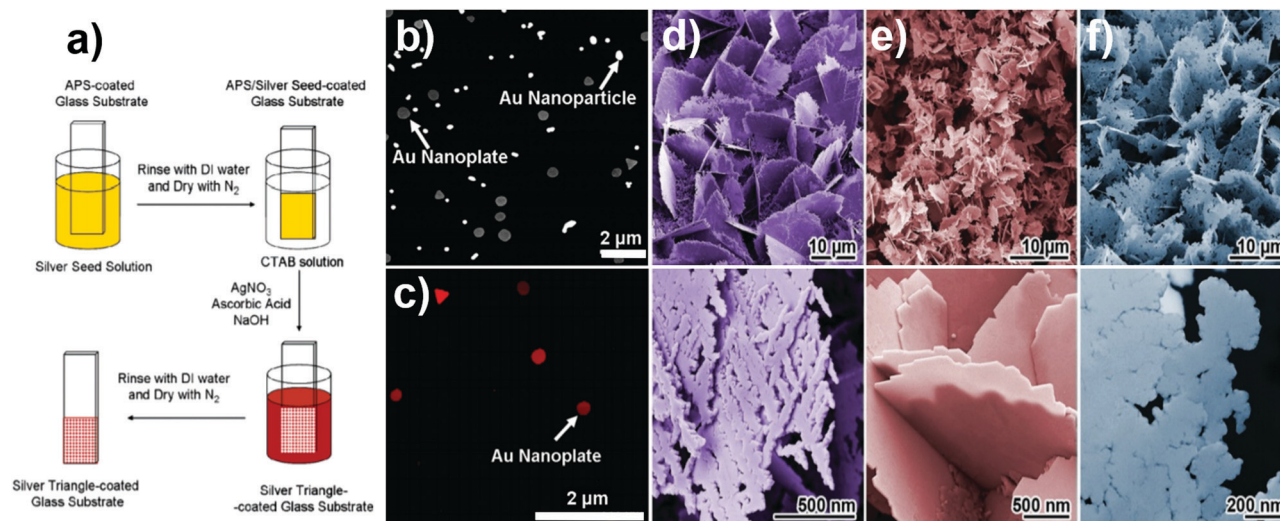 a)
APS-coated
Glass Substrate
APS/Silver Seed-coated
Glass Substrate
Rinse with DI water
and Dry with N₂
Silver Seed Solution
CTAB solution
AgNO₃
Ascorbic Acid
NaOH
Rinse with DI water
and Dry with N₂
Silver Triangle-coated
Glass Substrate
Silver Triangle-
-coated Glass Substrate
b)
Au Nanoparticle
Au Nanoplate
2 µm
c)
Au Nanoplate
2 µm
d)
10 µm
500 nm
e)
10 µm
500 nm
f)
10 µm
200 nm